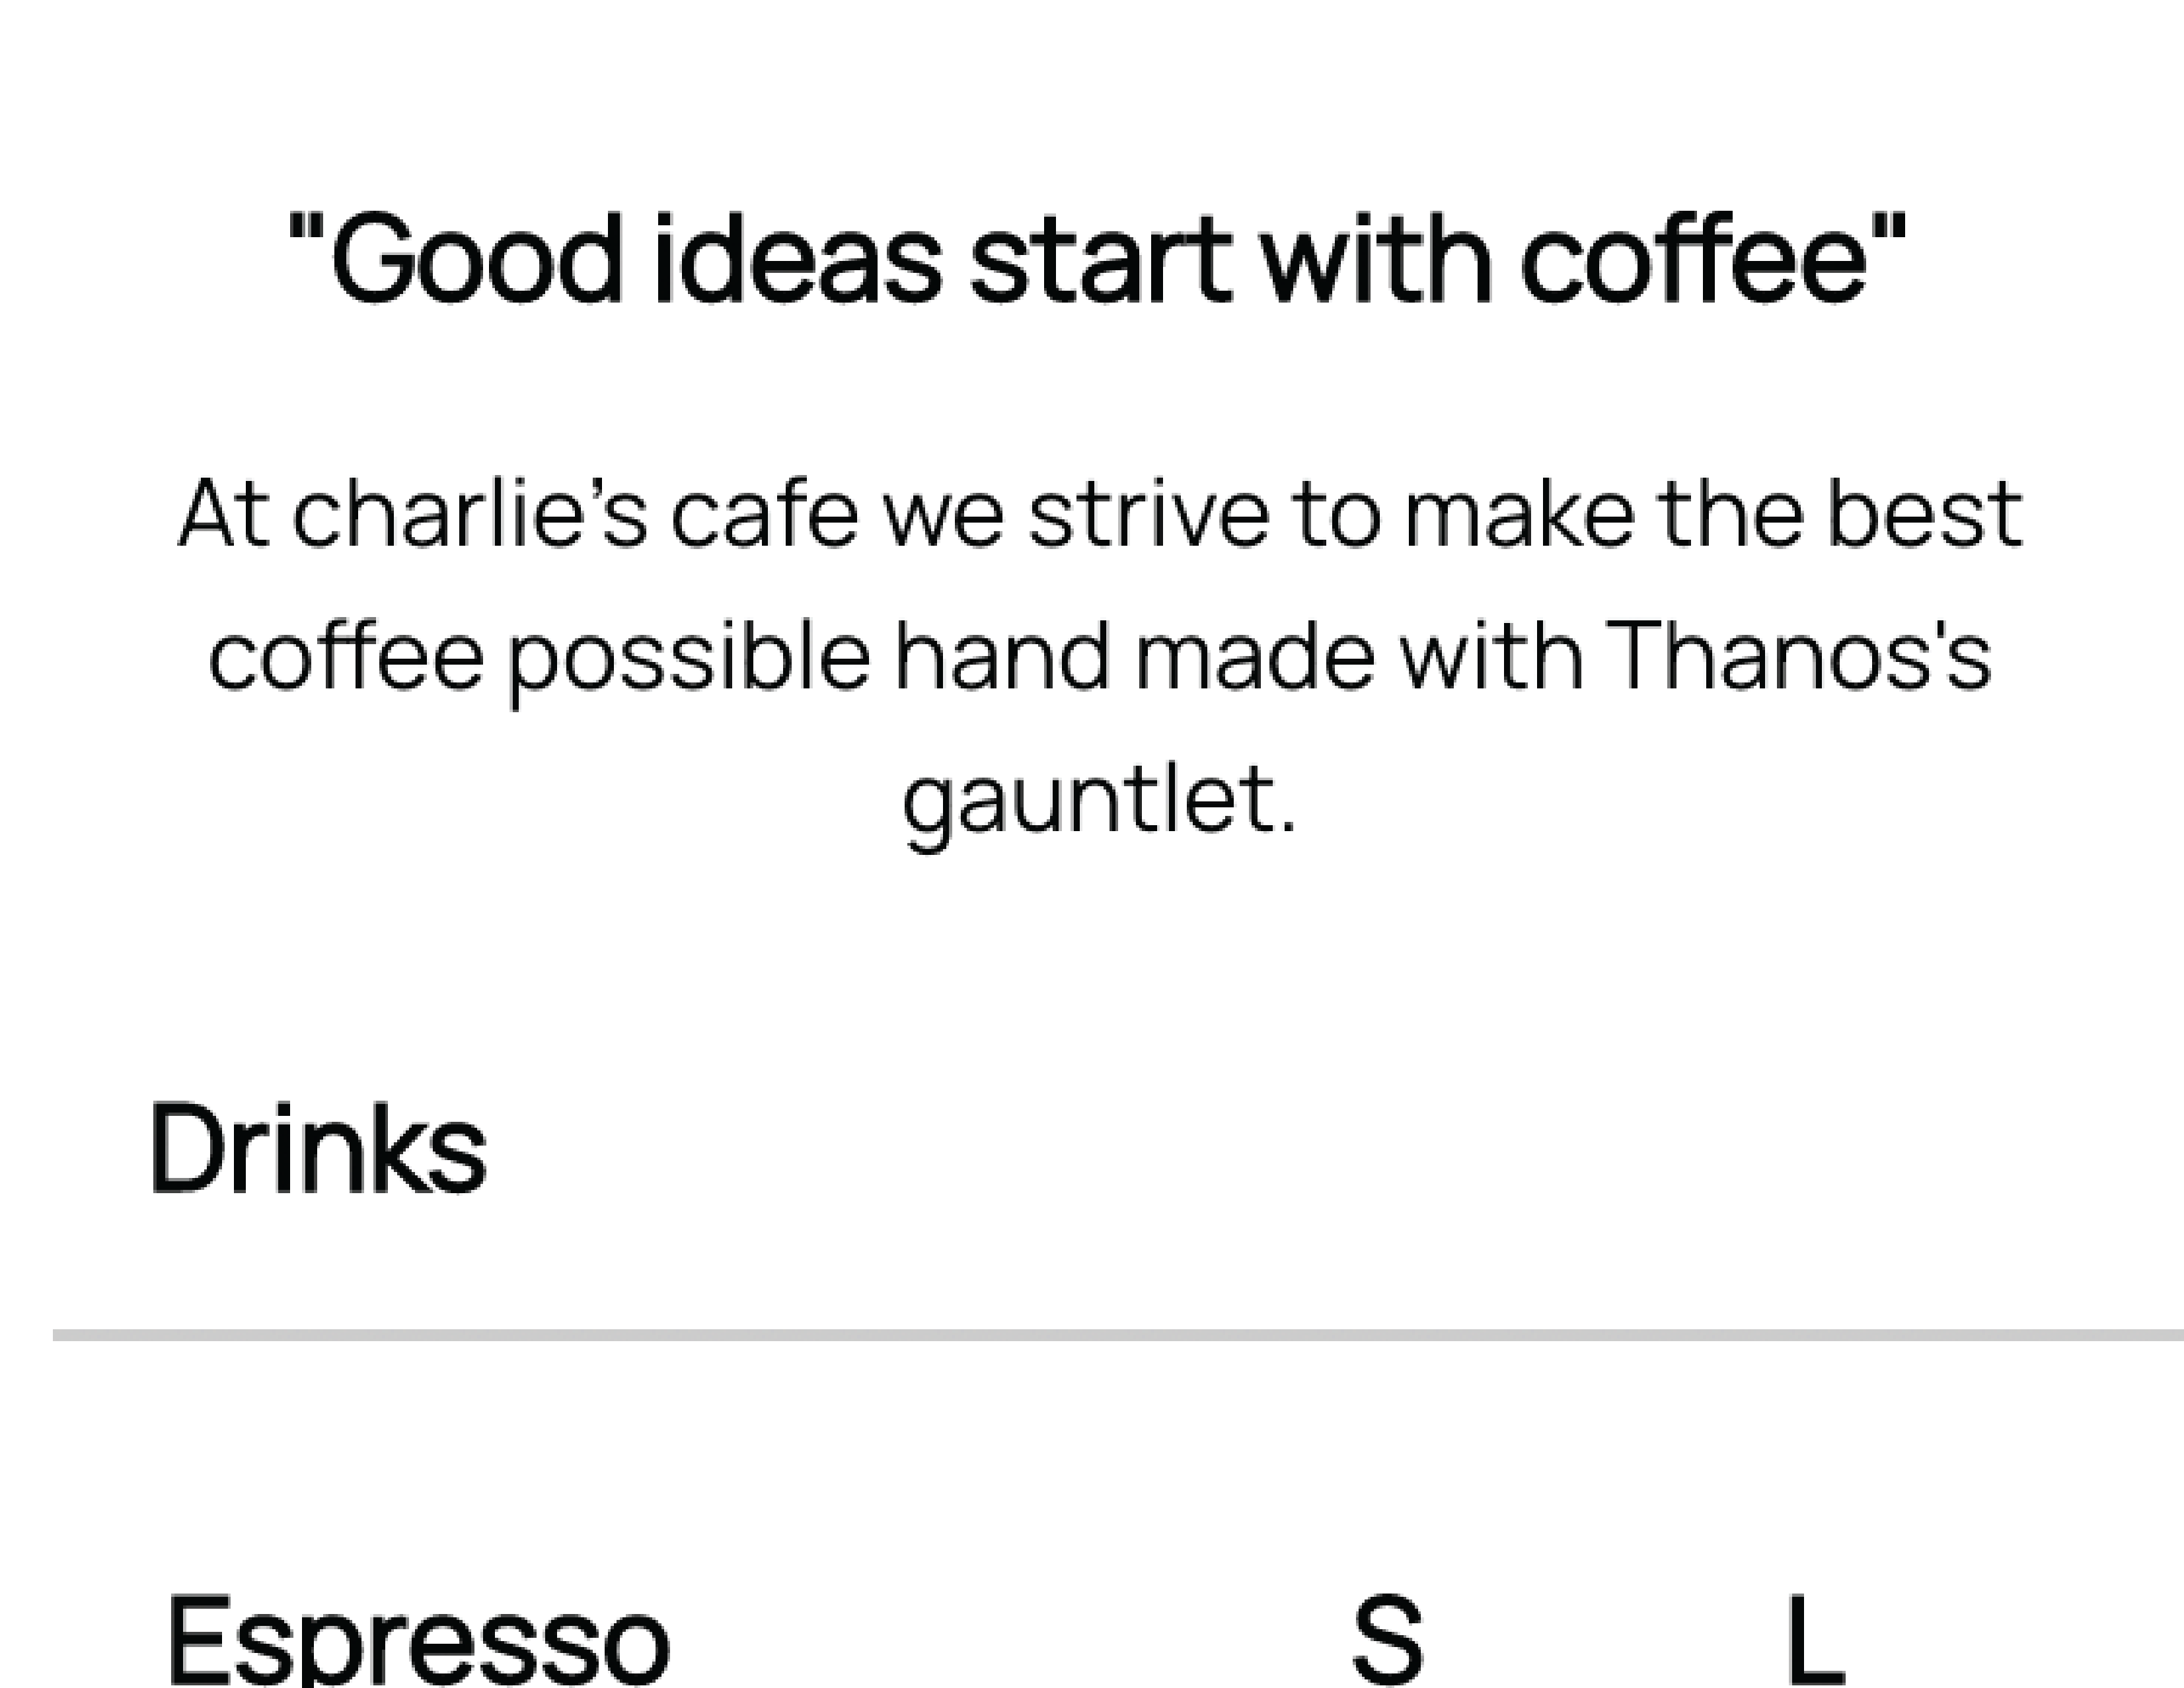 "Good ideas start with coffee"
At charlie’s cafe we strive to make the best
coffee possible hand made with Thanos's
gauntlet.
Drinks
Espresso S L